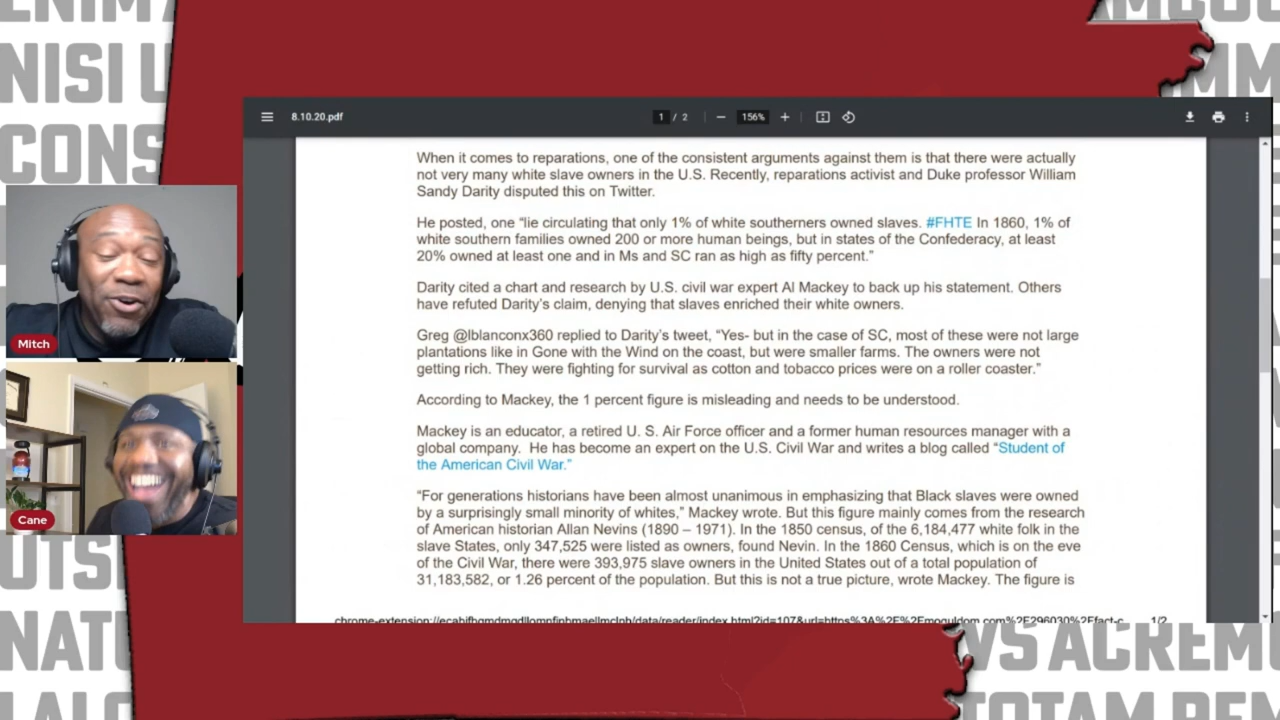 ENIM
NISI U
CONS
8.10.20.pdf
1 / 2
156%
When it comes to reparations, one of the consistent arguments against them is that there were actually
not very many white slave owners in the U.S. Recently, reparations activist and Duke professor William
Sandy Darity disputed this on Twitter.
He posted, one “lie circulating that only 1% of white southerners owned slaves. #FHTE In 1860, 1% of
white southern families owned 200 or more human beings, but in states of the Confederacy, at least
20% owned at least one and in Ms and SC ran as high as fifty percent.”
Darity cited a chart and research by U.S. civil war expert Al Mackey to back up his statement. Others
have refuted Darity’s claim, denying that slaves enriched their white owners.
Greg @lblanconx360 replied to Darity’s tweet, “Yes- but in the case of SC, most of these were not large
plantations like in Gone with the Wind on the coast, but were smaller farms. The owners were not
getting rich. They were fighting for survival as cotton and tobacco prices were on a roller coaster.”
According to Mackey, the 1 percent figure is misleading and needs to be understood.
Mackey is an educator, a retired U. S. Air Force officer and a former human resources manager with a
global company. He has become an expert on the U.S. Civil War and writes a blog called “Student of
the American Civil War.”
“For generations historians have been almost unanimous in emphasizing that Black slaves were owned
by a surprisingly small minority of whites,” Mackey wrote. But this figure mainly comes from the research
of American historian Allan Nevins (1890 – 1971). In the 1850 census, of the 6,184,477 white folk in the
slave States, only 347,525 were listed as owners, found Nevin. In the 1860 Census, which is on the eve
of the Civil War, there were 393,975 slave owners in the United States out of a total population of
31,183,582, or 1.26 percent of the population. But this is not a true picture, wrote Mackey. The figure is
1/2
Mitch
Cane
UTS
NATU
VS ACREM
TOTAM REM